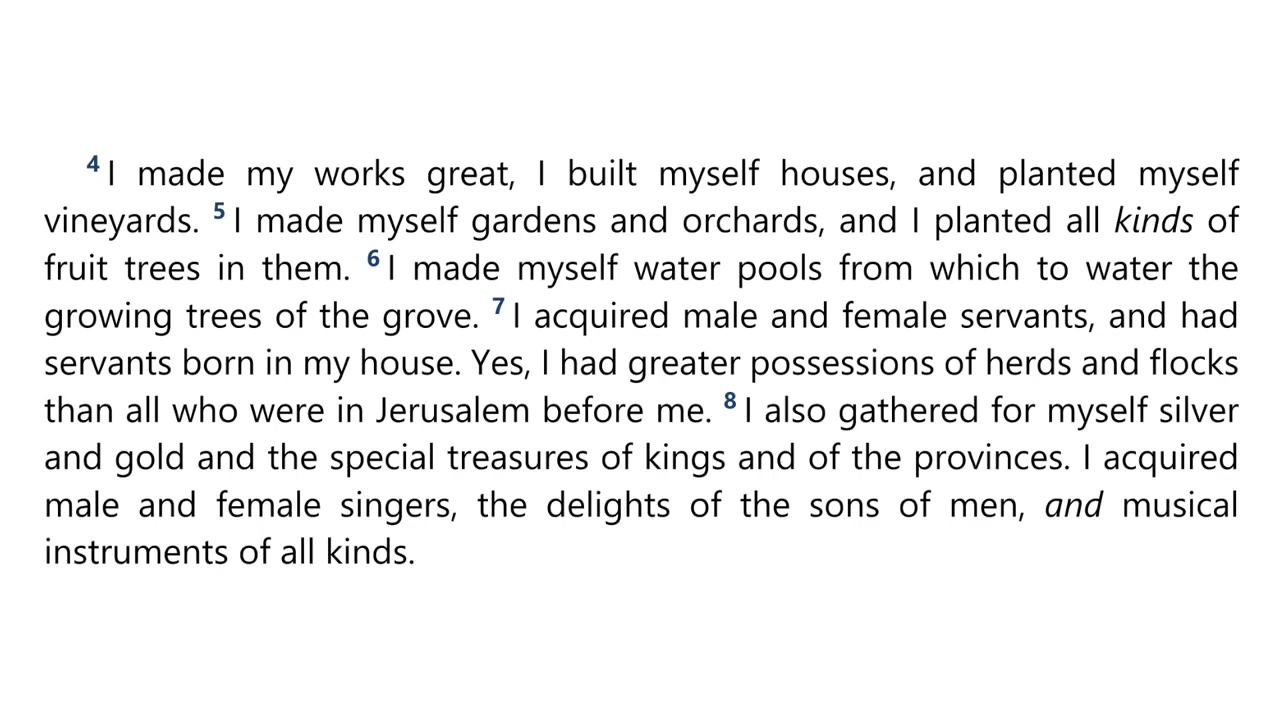 4 I made my works great, I built myself houses, and planted myself
vineyards. 5 I made myself gardens and orchards, and I planted all kinds of
fruit trees in them. 6 I made myself water pools from which to water the
growing trees of the grove. 7 I acquired male and female servants, and had
servants born in my house. Yes, I had greater possessions of herds and flocks
than all who were in Jerusalem before me. 8 I also gathered for myself silver
and gold and the special treasures of kings and of the provinces. I acquired
male and female singers, the delights of the sons of men, and musical
instruments of all kinds.